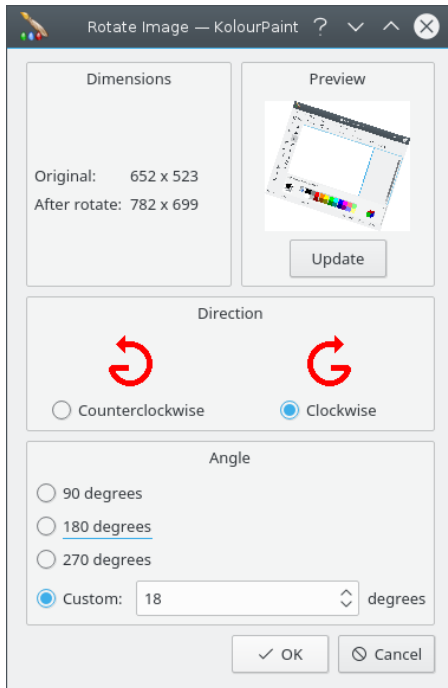 Rotate Image — KolourPaint
Dimensions
Original: 652 x 523
After rotate: 782 x 699
Preview
Update
Direction
Counterclockwise
Clockwise
Angle
90 degrees
180 degrees
270 degrees
Custom: 18 degrees
OK
Cancel